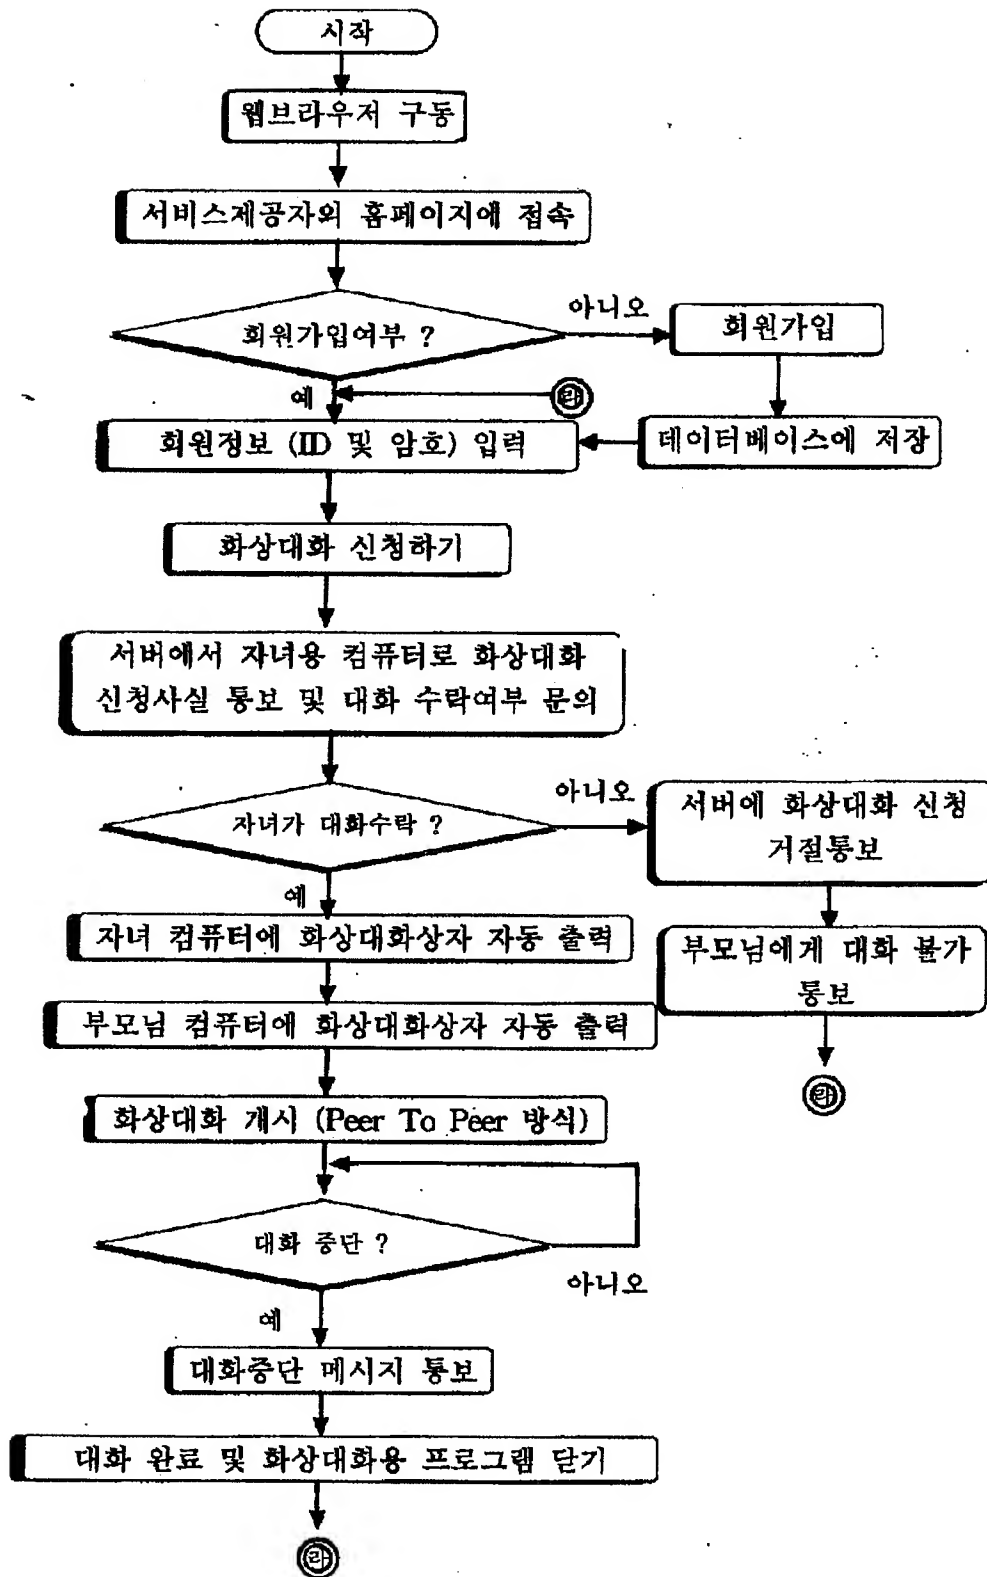 시작
웹브라우저 구동
서비스제공자의 홈페이지에 접속
회원가입여부 ?
아니오
회원가입
예
라
회원정보 (ID 및 암호) 입력
데이터베이스에 저장
화상대화 신청하기
서버에서 자녀용 컴퓨터로 화상대화
신청사실 통보 및 대화 수락여부 문의
자녀가 대화수락 ?
아니오
서버에 화상대화 신청
거절통보
예
자녀 컴퓨터에 화상대화상자 자동 출력
부모님에게 대화 불가
통보
부모님 컴퓨터에 화상대화상자 자동 출력
라
화상대화 개시 (Peer To Peer 방식)
대화 중단 ?
아니오
예
대화중단 메시지 통보
대화 완료 및 화상대화용 프로그램 닫기
라